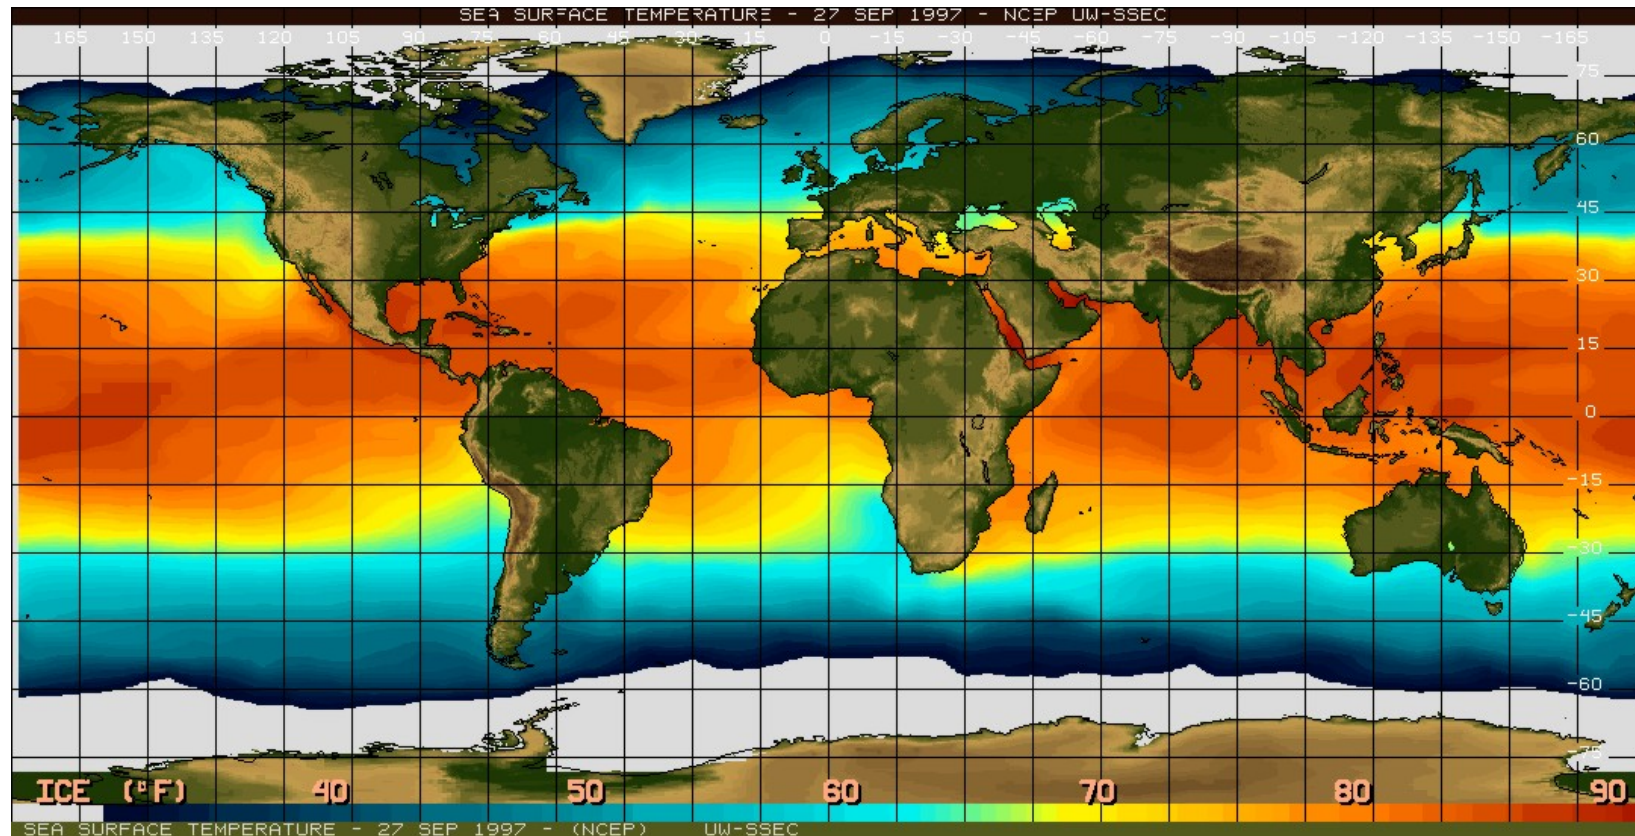 SEA SURFACE TEMPERATURE - 27 SEP 1997 - NCEP UW-SSEC
165 150 135 120 105 90 75 60 45 30 15 0 -15 -30 -45 -60 -75 -90 -105 -120 -135 -150 -165
75
60
45
30
15
0
-15
-30
-45
-60
-75
ICE (°F) 40 50 60 70 80 90
SEA SURFACE TEMPERATURE - 27 SEP 1997 - (NCEP) UW-SSEC